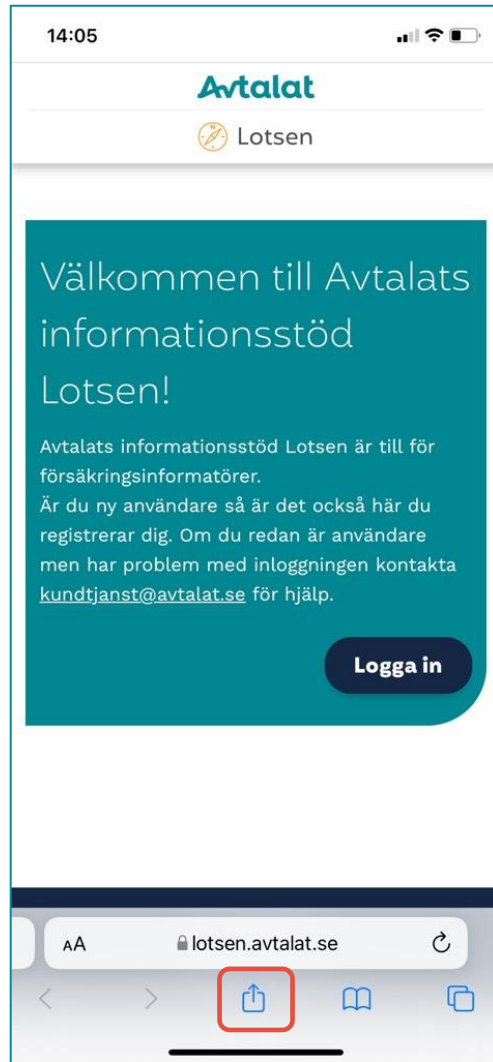 14:05
Avtalat
Lotsen
Välkommen till Avtalats
informationsstöd
Lotsen!
Avtalats informationsstöd Lotsen är till för
försäkringsinformatörer.
Är du ny användare så är det också här du
registrerar dig. Om du redan är användare
men har problem med inloggningen kontakta
kundtjanst@avtalat.se för hjälp.
Logga in
AA lotsen.avtalat.se